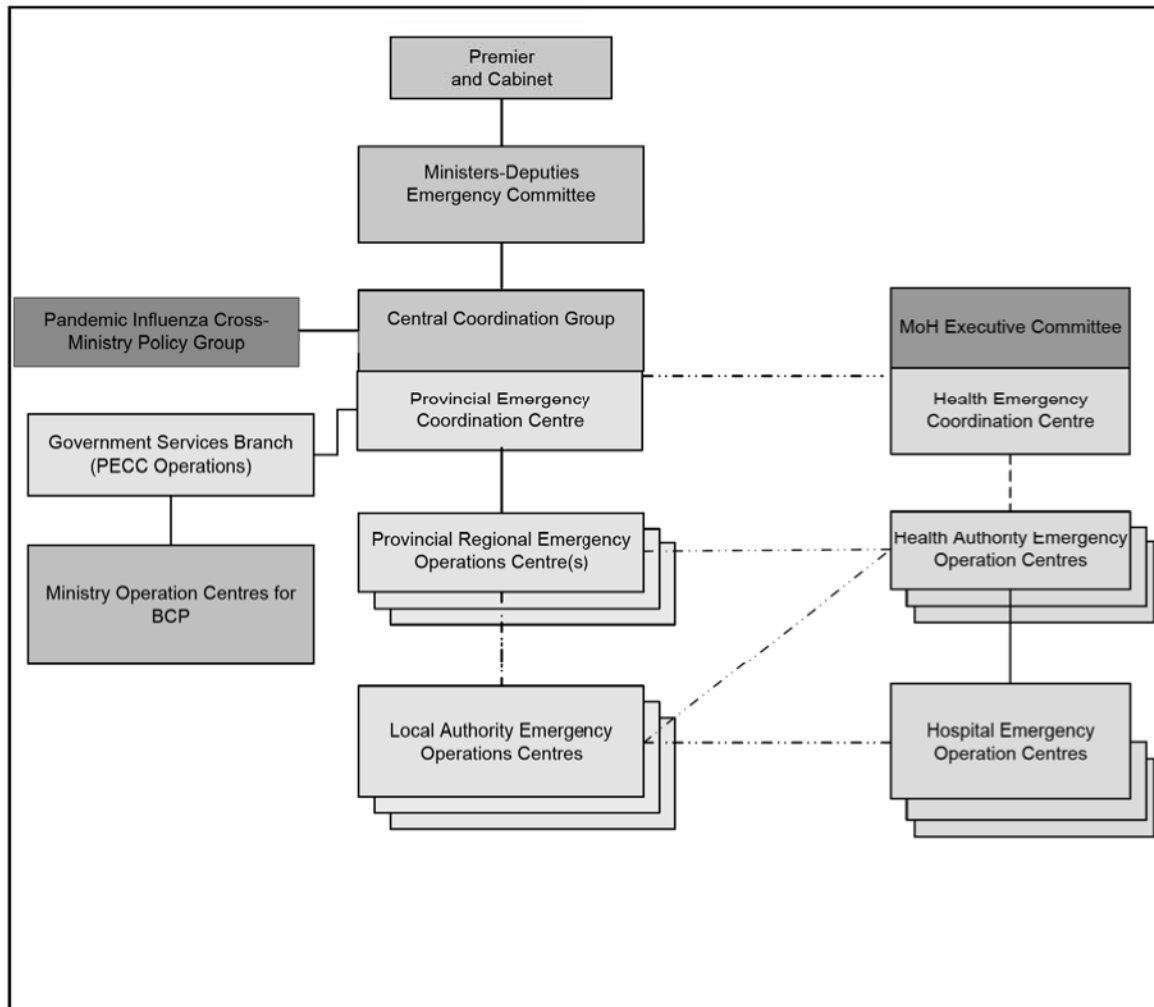 Premier
and Cabinet
Ministers-Deputies
Emergency Committee
Pandemic Influenza Cross-
Ministry Policy Group
Central Coordination Group
MoH Executive Committee
Provincial Emergency
Coordination Centre
Health Emergency
Coordination Centre
Government Services Branch
(PECC Operations)
Provincial Regional Emergency
Operations Centre(s)
Health Authority Emergency
Operation Centres
Ministry Operation Centres for
BCP
Local Authority Emergency
Operations Centres
Hospital Emergency
Operation Centres